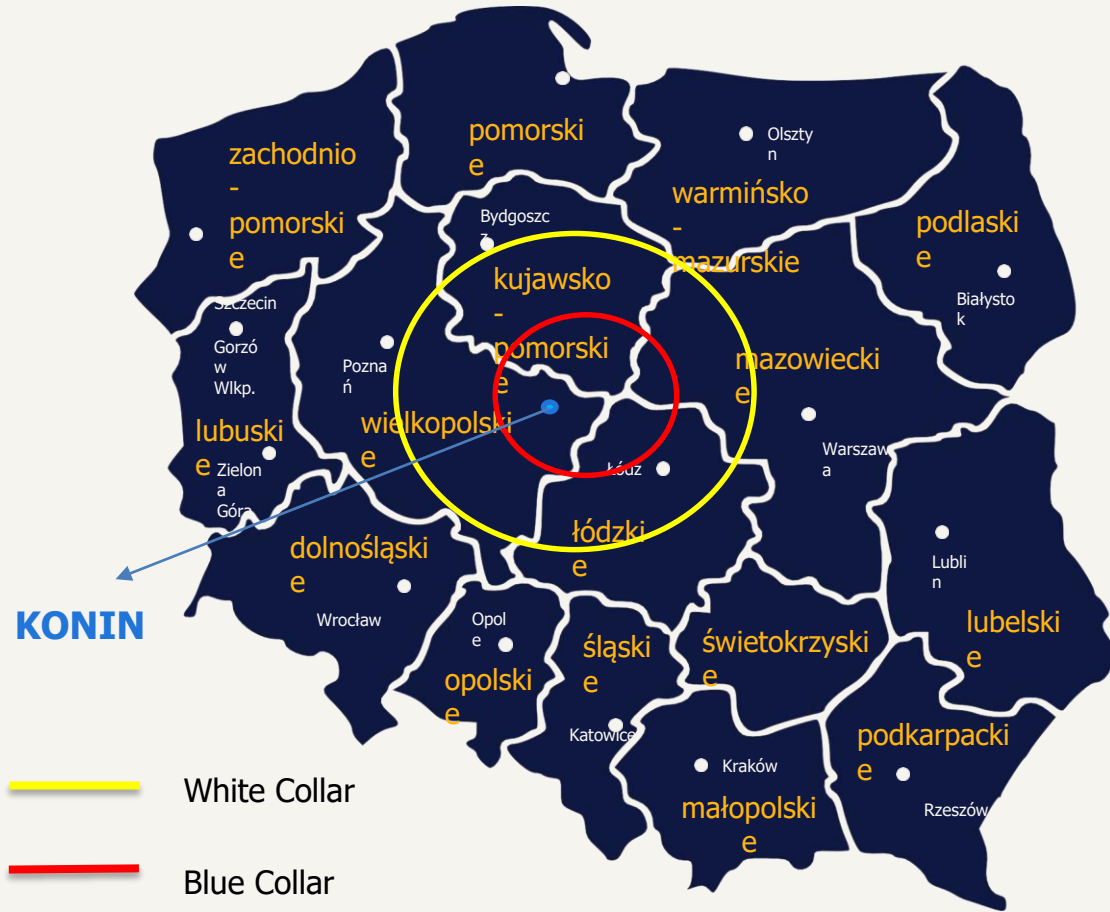 pomorski
e
zachodnio
-
pomorski
e
Olszty
n
warmińsko
-
mazurskie
podlaski
e
Białysto
k
Bydgoszc
z
kujawsko
-
pomorski
e
Szczecin
Gorzó
w
Wlkp.
lubuski
e
Zielon
a
Góra
Pozna
ń
wielkopolski
e
mazowiecki
e
Warszaw
a
Łódz
łódzki
e
dolnośląski
e
Wrocław
KONIN
Lubli
n
lubelski
e
Opol
e
opolski
e
śląski
e
Katowice
świetokrzyski
e
Kraków
małopolski
e
podkarpacki
e
Rzeszów
White Collar
Blue Collar